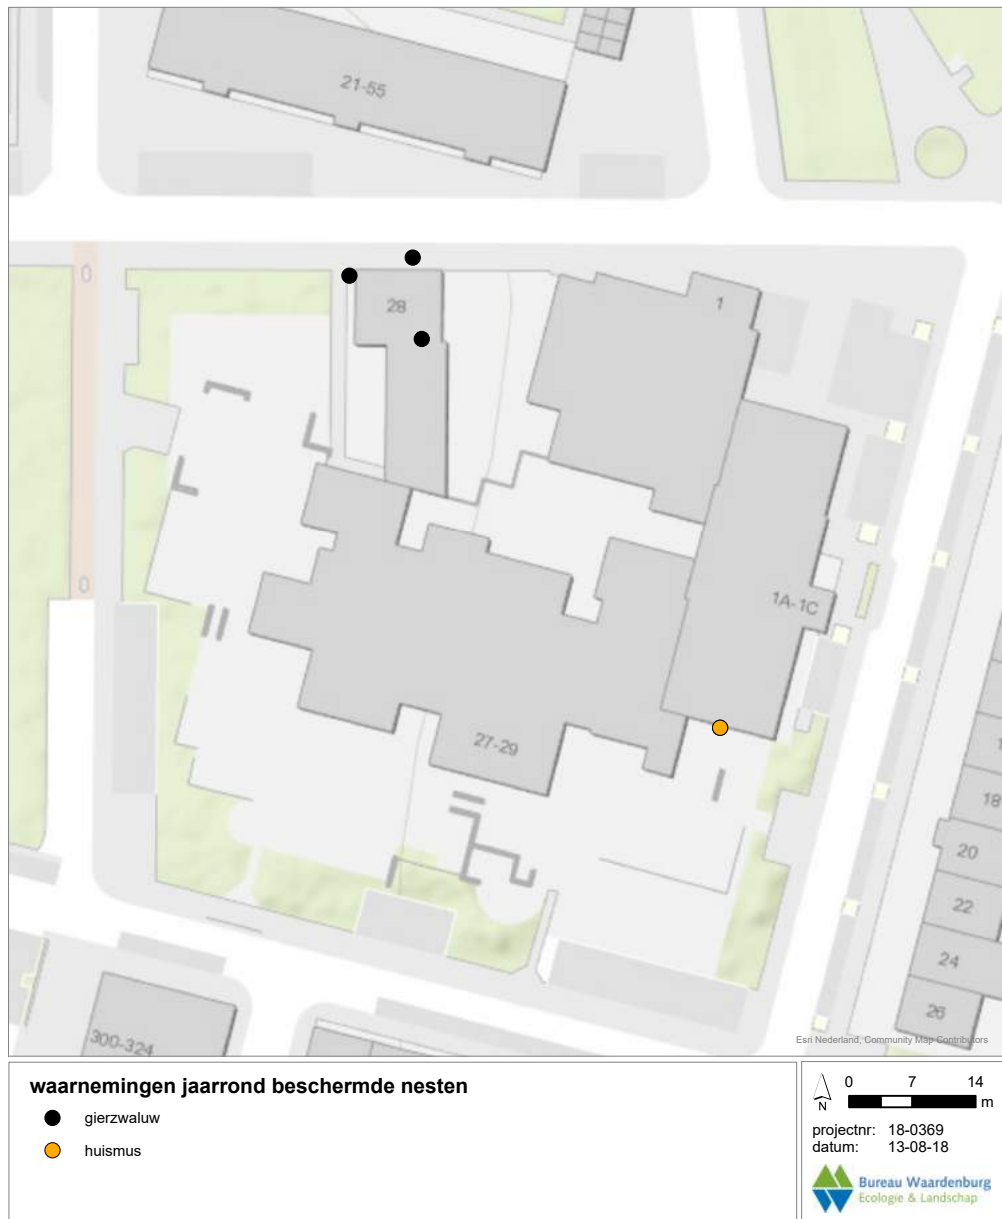 21-55
0
28
1
0
1A-1C
27-29
18
20
22
24
26
300-324
Esri Nederland, Community Map Contributors
waarnemingen jaarrond beschermde nesten
gierzwaluw
huismus
0 7 14
m
N
projectnr: 18-0369
datum: 13-08-18
Bureau Waardenburg
Ecologie & Landschap